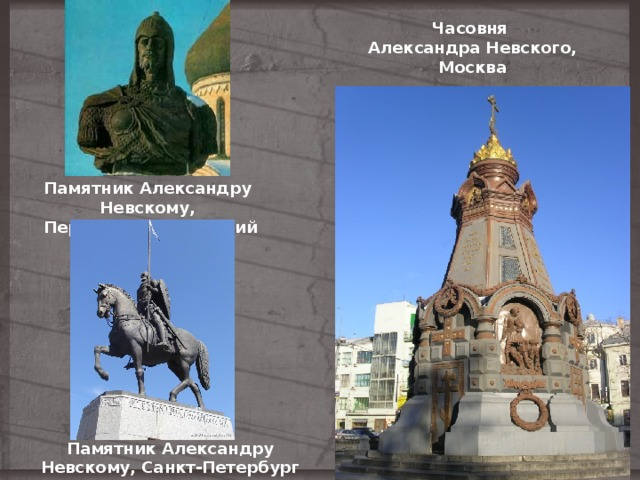 Памятник Александру
Невскому,
Часовня
Александра Невского,
Москва
Памятник Александру
Невскому, Санкт-Петербург